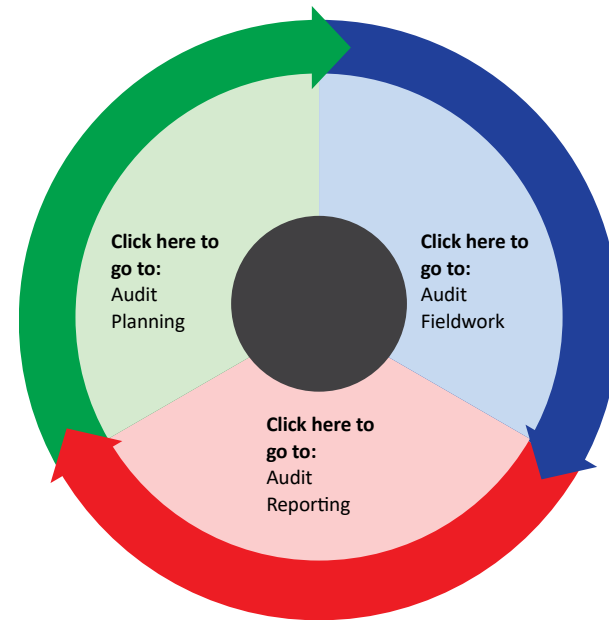 Click here to
go to:
Audit
Planning
Click here to
go to:
Audit
Fieldwork
Click here to
go to:
Audit
Reporting